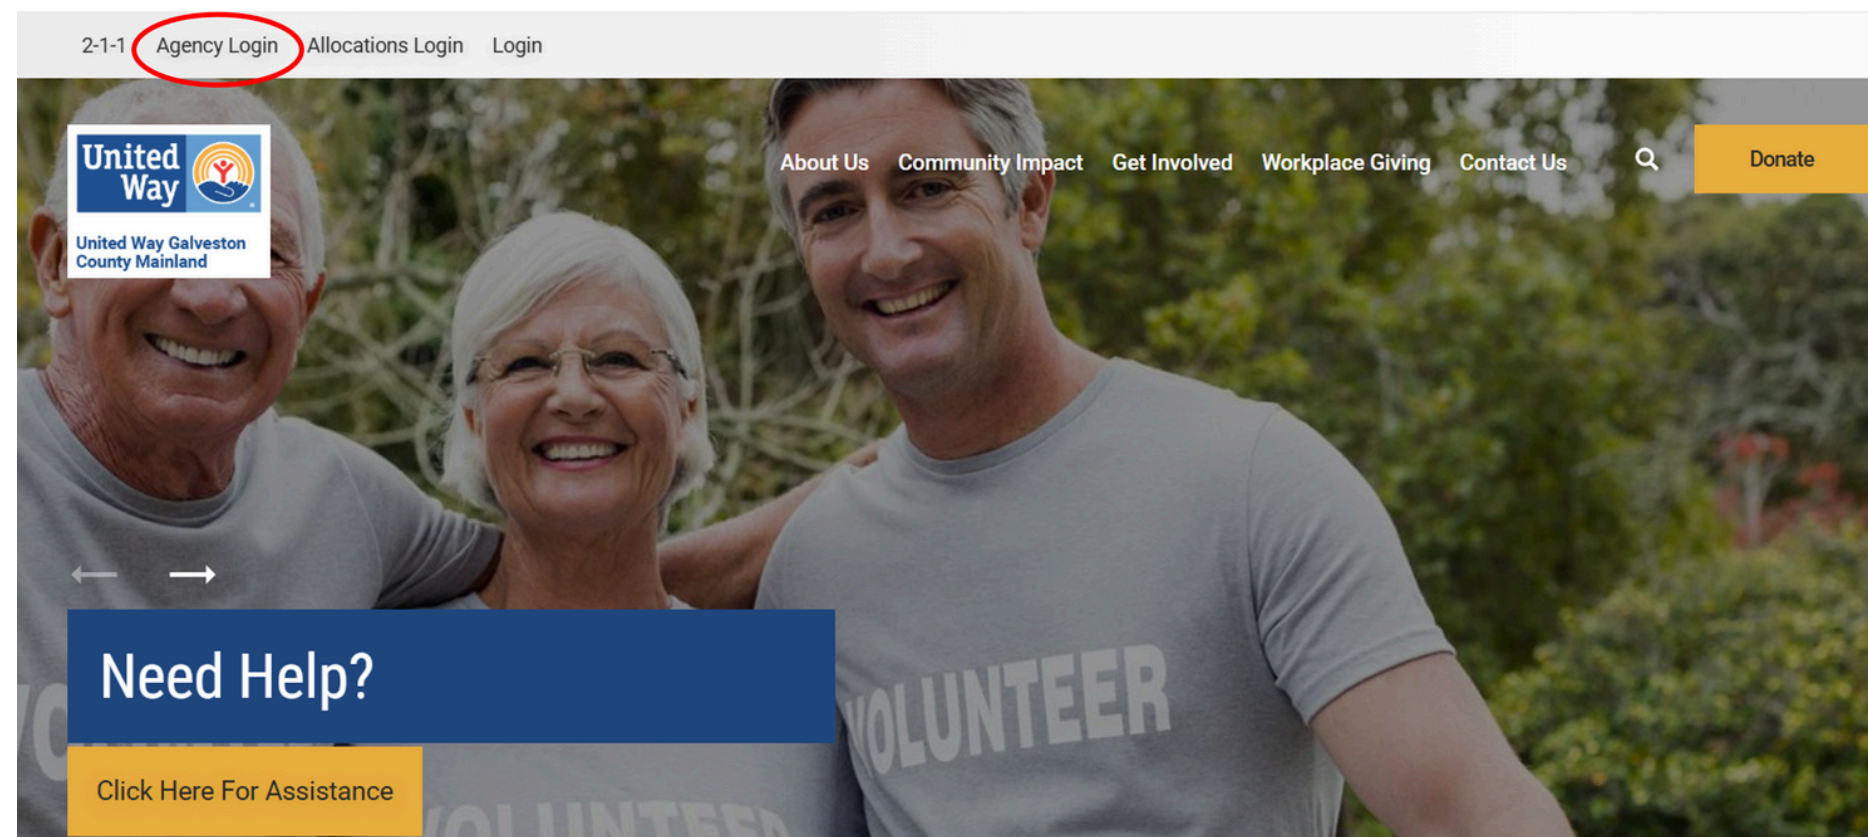 2-1-1 Agency Login Allocations Login Login
United
Way
United Way Galveston
County Mainland
About Us Community Impact Get Involved Workplace Giving Contact Us Donate
Need Help?
VOLUNTEER
Click Here For Assistance
VOLUNTEER